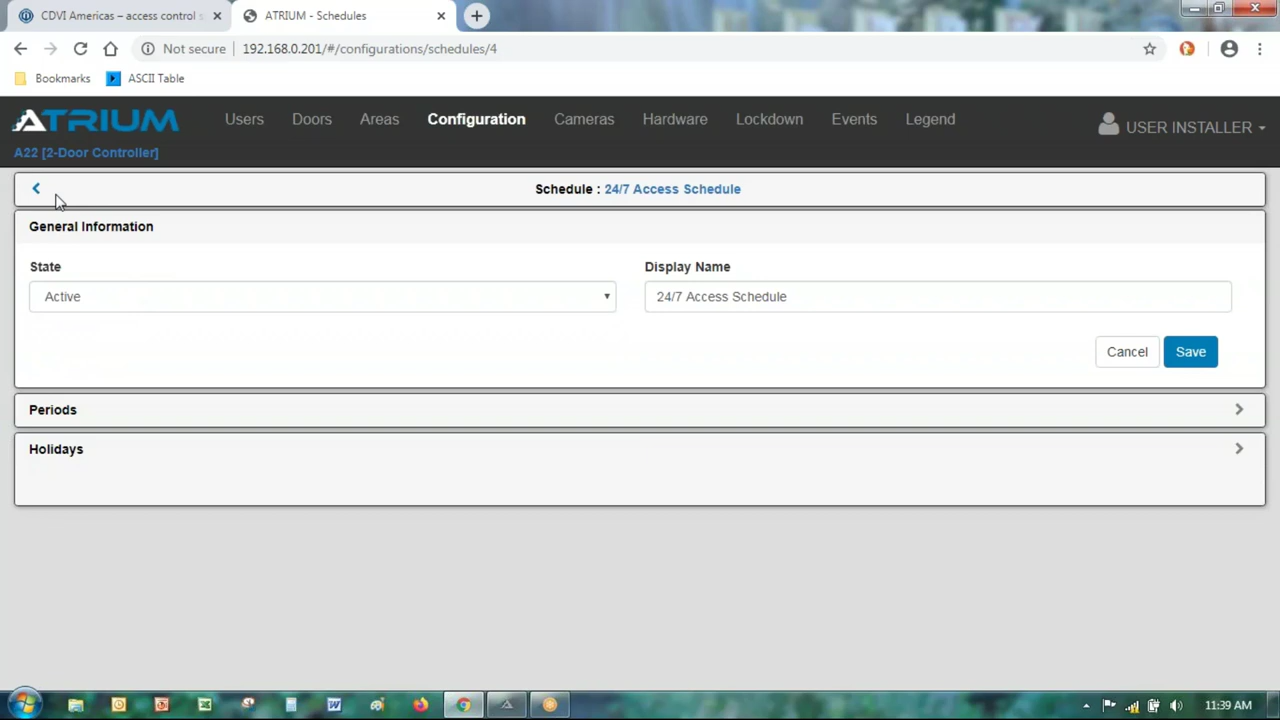 CDVI Americas – access control s
ATRIUM - Schedules
Not secure
192.168.0.201/#/configurations/schedules/4
Bookmarks
ASCII Table
ATRIUM
Users
Doors
Areas
Configuration
Cameras
Hardware
Lockdown
Events
Legend
USER INSTALLER
A22 [2-Door Controller]
Schedule : 24/7 Access Schedule
General Information
State
Display Name
Active
24/7 Access Schedule
Cancel
Save
Periods
Holidays
11:39 AM